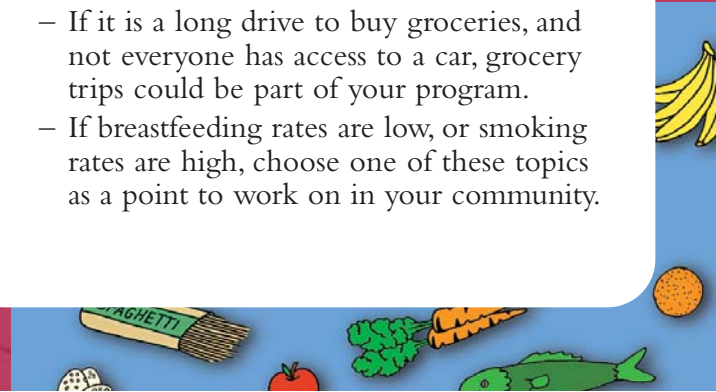 – If it is a long drive to buy groceries, and
not everyone has access to a car, grocery
trips could be part of your program.
– If breastfeeding rates are low, or smoking
rates are high, choose one of these topics
as a point to work on in your community.
SPAGHETTI